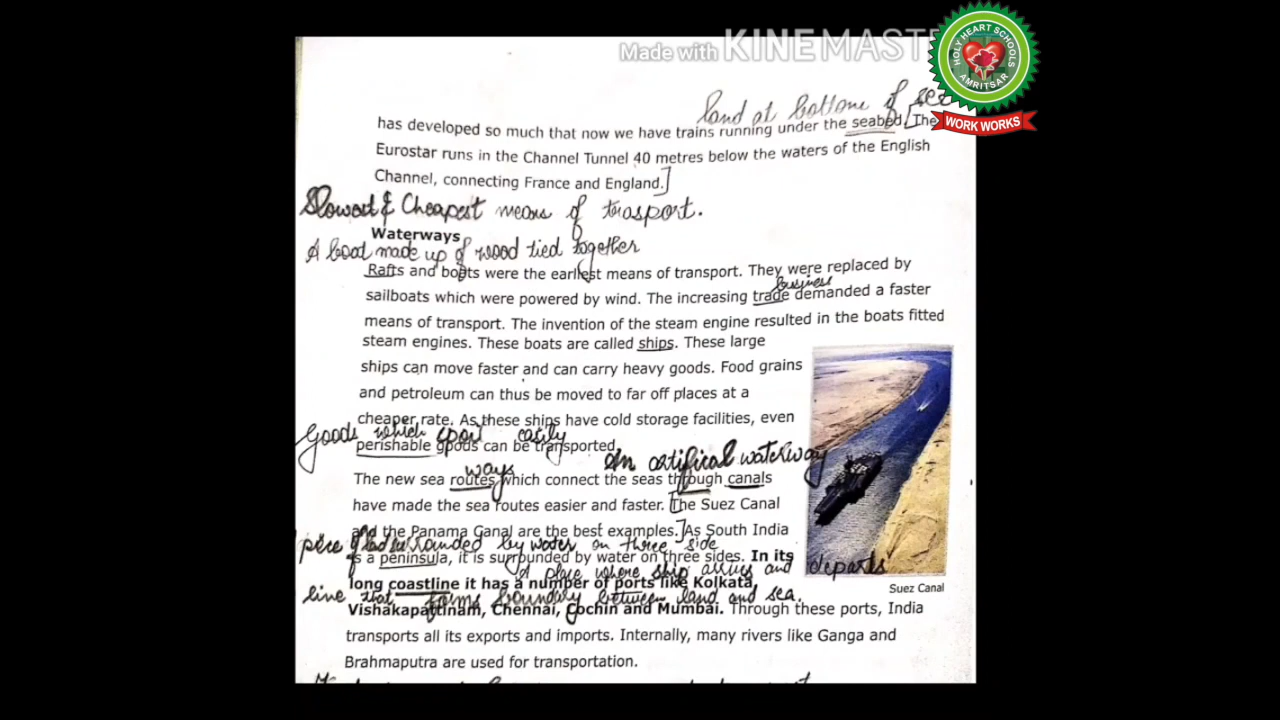 Made with KINEMASTE
HOLY HEART SCHOOLS
AMRITSAR
WORK WORKS
land at bottome of sea
has developed so much that now we have trains running under the seabed. [The
Eurostar runs in the Channel Tunnel 40 metres below the waters of the English
Channel, connecting France and England.]
Slowest & Cheapest means of trasport.
Waterways
A boat made up of wood tied together
Rafts and boats were the earliest means of transport. They were replaced by
business
sailboats which were powered by wind. The increasing trade demanded a faster
means of transport. The invention of the steam engine resulted in the boats fitted
steam engines. These boats are called ships. These large
ships can move faster and can carry heavy goods. Food grains
and petroleum can thus be moved to far off places at a
cheaper rate. As these ships have cold storage facilities, even
Goods which spoil easily
perishable goods can be transported.
ways An artifical waterway
The new sea routes which connect the seas through canals
have made the sea routes easier and faster. [The Suez Canal
and the Panama Canal are the best examples.] As South India
surrounded by water on three side
is a peninsula, it is surrounded by water on three sides. In its
A place where ship arrives and departs
long coastline it has a number of ports like Kolkata,
line that forms boundary between land and sea.
Vishakapattinam, Chennai, Cochin and Mumbai. Through these ports, India
transports all its exports and imports. Internally, many rivers like Ganga and
Brahmaputra are used for transportation.
Suez Canal